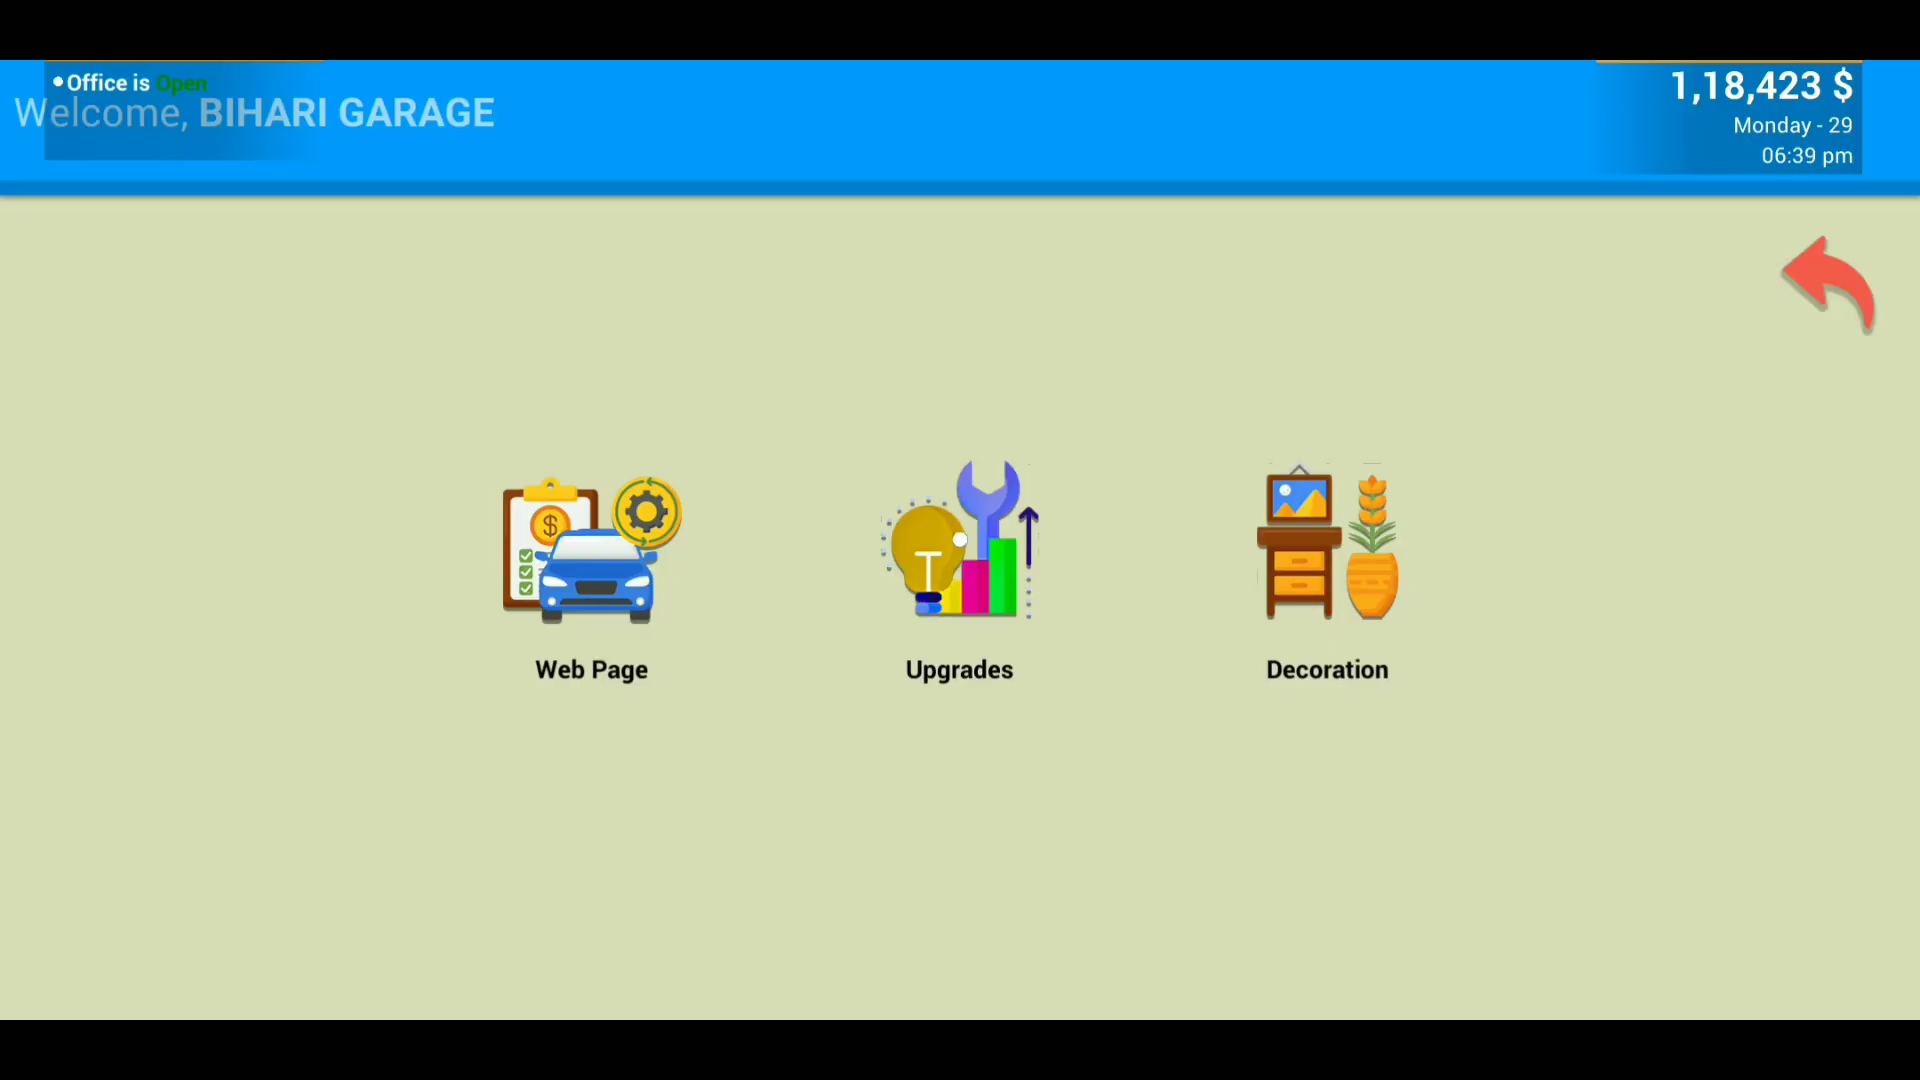 Office is Open
Welcome, BIHARI GARAGE
1,18,423 $
Monday - 29
06:39 pm
$
Web Page
Upgrades
Decoration